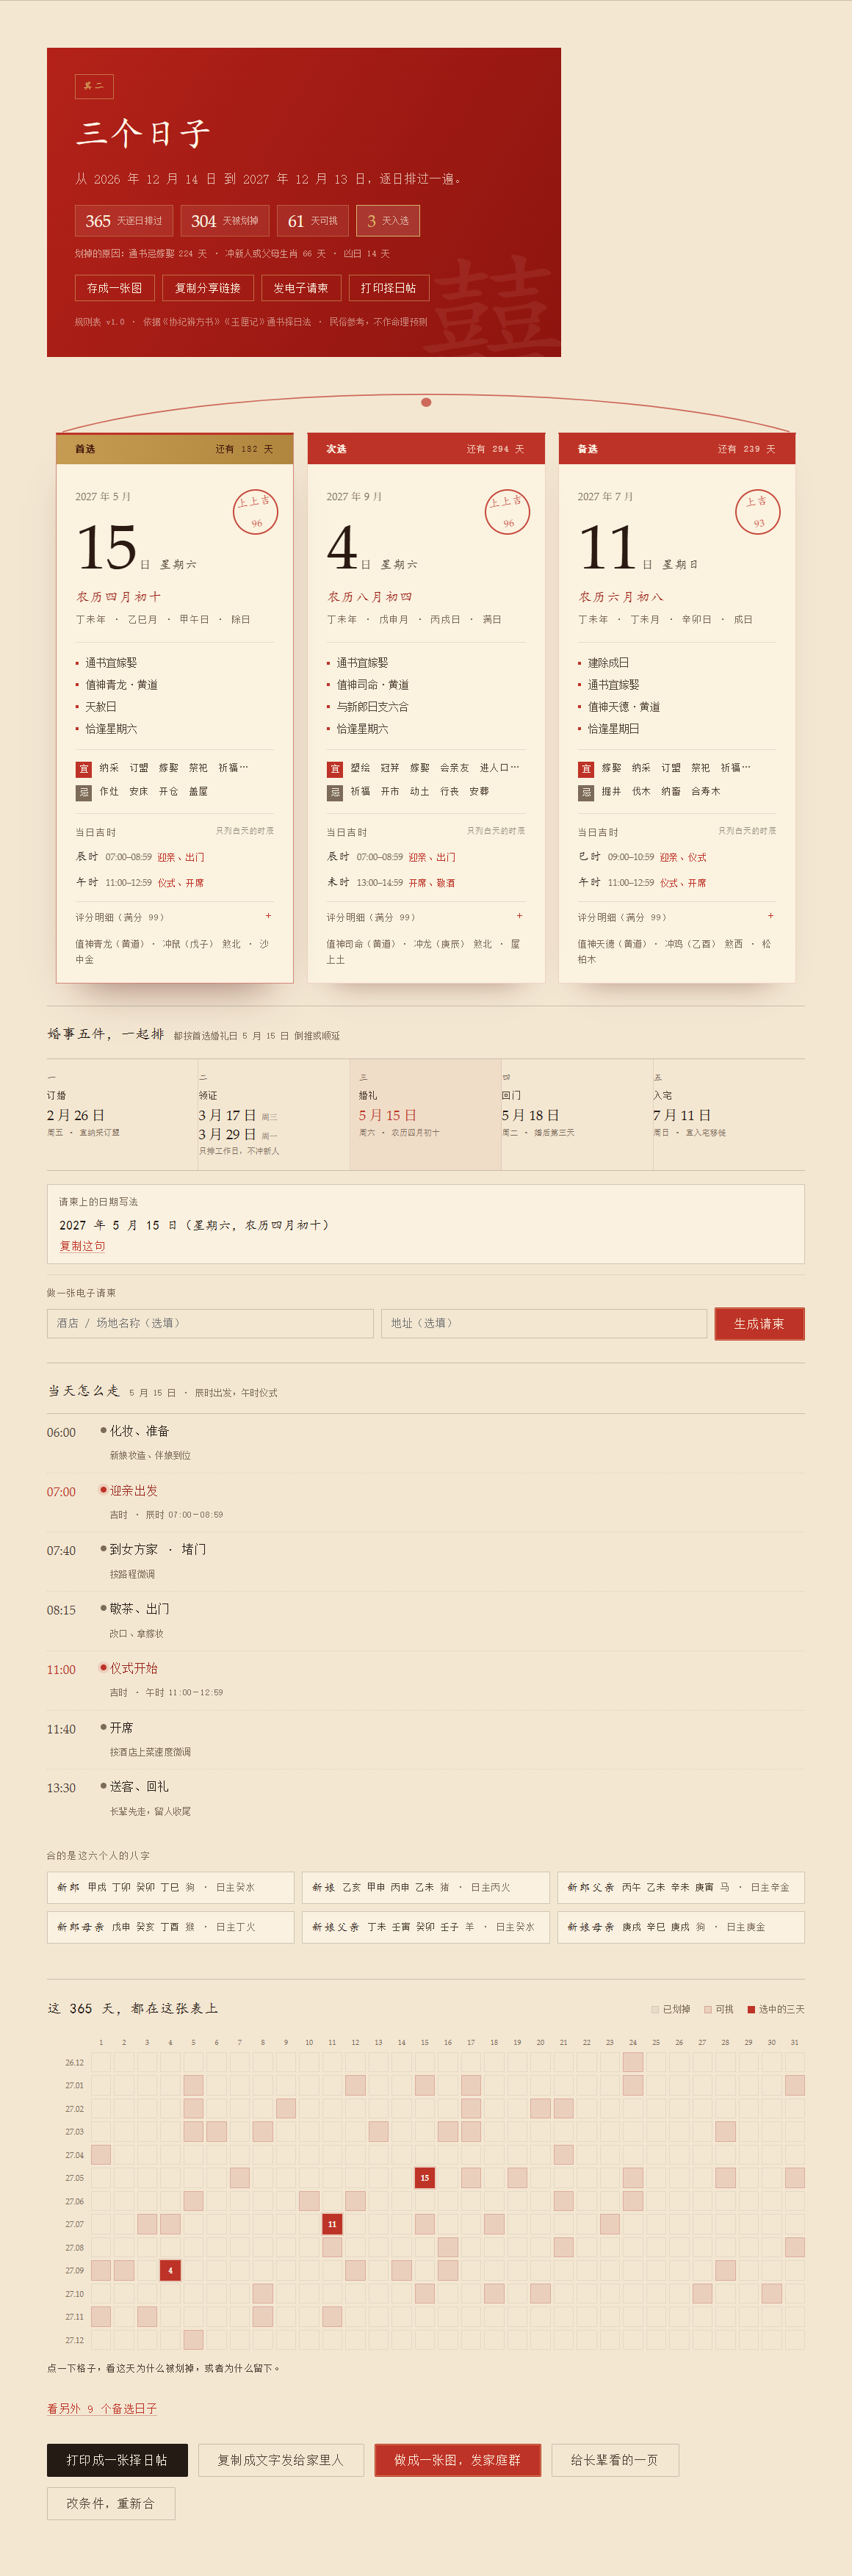 其二
三个日子
从 2026 年 12 月 14 日 到 2027 年 12 月 13 日，逐日排过一遍。
365 天逐日排过 304 天被划掉 61 天可挑 3 天入选
划掉的原因：通书忌嫁娶 224 天 · 冲新人或父母生肖 66 天 · 凶日 14 天
存成一张图 复制分享链接 发电子请柬 打印择日帖
规则表 v1.0 · 依据《协纪辨方书》《玉匣记》通书择日法 · 民俗参考，不作命理预测
囍
首选 还有 182 天
2027 年 5 月
上上吉
96
15 日 星期六
农历四月初十
丁未年 · 乙巳月 · 甲午日 · 除日
通书宜嫁娶
值神青龙 · 黄道
天赦日
恰逢星期六
宜 纳采 订盟 嫁娶 祭祀 祈福…
忌 作灶 安床 开仓 盖屋
当日吉时 只列白天的时辰
辰时 07:00–08:59 迎亲、出门
午时 11:00–12:59 仪式、开席
评分明细（满分 99） +
值神青龙（黄道） · 冲鼠（戊子） 煞北 · 沙
中金
次选 还有 294 天
2027 年 9 月
上上吉
96
4 日 星期六
农历八月初四
丁未年 · 戊申月 · 丙戌日 · 满日
通书宜嫁娶
值神司命 · 黄道
与新郎日支六合
恰逢星期六
宜 塑绘 冠笄 嫁娶 会亲友 进人口…
忌 祈福 开市 动土 行丧 安葬
当日吉时 只列白天的时辰
辰时 07:00–08:59 迎亲、出门
未时 13:00–14:59 开席、敬酒
评分明细（满分 99） +
值神司命（黄道） · 冲龙（庚辰） 煞北 · 屋
上土
备选 还有 239 天
2027 年 7 月
上吉
93
11 日 星期日
农历六月初八
丁未年 · 丁未月 · 辛卯日 · 成日
建除成日
通书宜嫁娶
值神天德 · 黄道
恰逢星期日
宜 嫁娶 纳采 订盟 祭祀 祈福…
忌 掘井 伐木 纳畜 合寿木
当日吉时 只列白天的时辰
巳时 09:00–10:59 迎亲、仪式
午时 11:00–12:59 仪式、开席
评分明细（满分 99） +
值神天德（黄道） · 冲鸡（乙酉） 煞西 · 松
柏木
婚事五件，一起排 都按首选婚礼日 5 月 15 日 倒推或顺延
一
订婚
2 月 26 日
周五 · 宜纳采订盟
二
领证
3 月 17 日 周三
3 月 29 日 周一
只排工作日，不冲新人
三
婚礼
5 月 15 日
周六 · 农历四月初十
四
回门
5 月 18 日
周二 · 婚后第三天
五
入宅
7 月 11 日
周日 · 宜入宅移徙
请柬上的日期写法
2027 年 5 月 15 日（星期六，农历四月初十）
复制这句
做一张电子请柬
酒店 / 场地名称（选填） 地址（选填） 生成请柬
当天怎么走 5 月 15 日 · 辰时出发，午时仪式
06:00 化妆、准备
新娘妆造、伴娘到位
07:00 迎亲出发
吉时 · 辰时 07:00–08:59
07:40 到女方家 · 堵门
按路程微调
08:15 敬茶、出门
改口、拿嫁妆
11:00 仪式开始
吉时 · 午时 11:00–12:59
11:40 开席
按酒店上菜速度微调
13:30 送客、回礼
长辈先走，留人收尾
合的是这六个人的八字
新郎 甲戌 丁卯 癸卯 丁巳 狗 · 日主癸水
新娘 乙亥 甲申 丙申 乙未 猪 · 日主丙火
新郎父亲 丙午 乙未 辛未 庚寅 马 · 日主辛金
新郎母亲 戊申 癸亥 丁酉 猴 · 日主丁火
新娘父亲 丁未 壬寅 癸卯 壬子 羊 · 日主癸水
新娘母亲 庚戌 辛巳 庚戌 狗 · 日主庚金
这 365 天，都在这张表上 已划掉 可挑 选中的三天
1 2 3 4 5 6 7 8 9 10 11 12 13 14 15 16 17 18 19 20 21 22 23 24 25 26 27 28 29 30 31
26.12
27.01
27.02
27.03
27.04
27.05 15
27.06
27.07 11
27.08
27.09 4
27.10
27.11
27.12
点一下格子，看这天为什么被划掉，或者为什么留下。
看另外 9 个备选日子
打印成一张择日帖 复制成文字发给家里人 做成一张图，发家庭群 给长辈看的一页
改条件，重新合